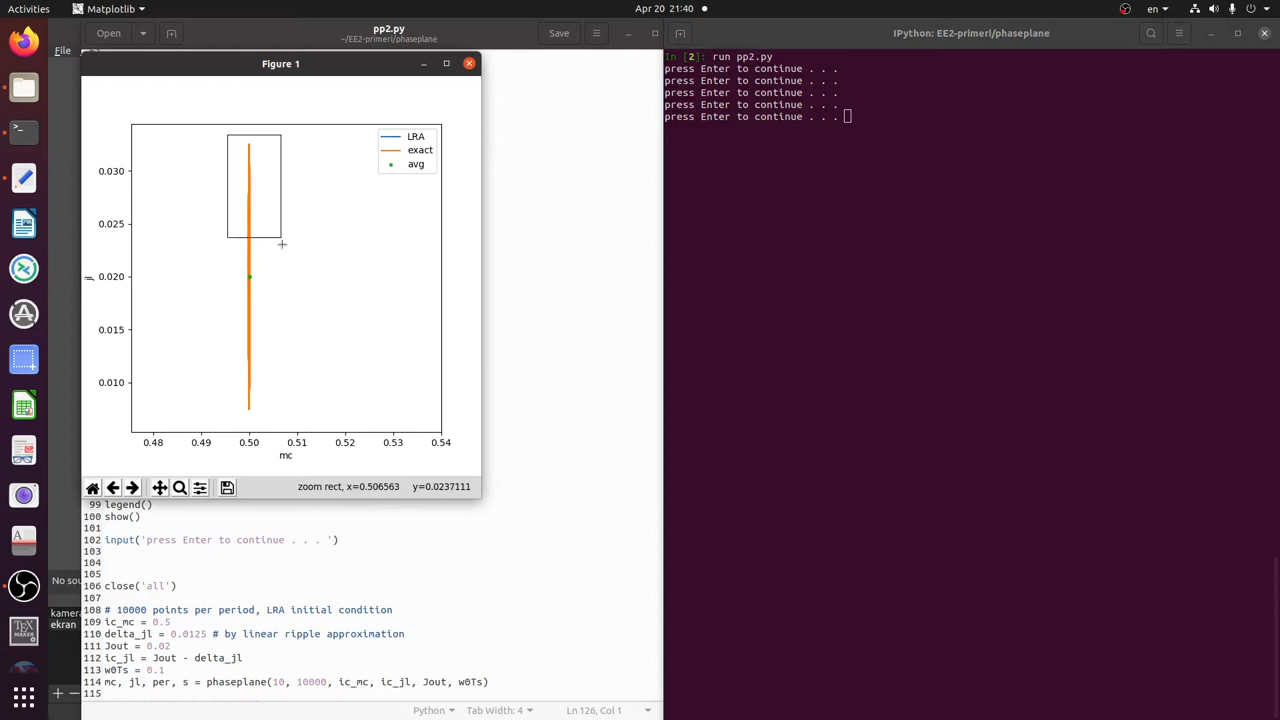 Activities
Matplotlib
Apr 20 21:40
en
Open
pp2.py
~/EE2-primeri/phaseplane
Save
IPython: EE2-primeri/phaseplane
File
Figure 1
In [2]: run pp2.py
press Enter to continue . . .
press Enter to continue . . .
press Enter to continue . . .
press Enter to continue . . .
press Enter to continue . . .
LRA
exact
avg
0.030
0.025
0.020
0.015
0.010
jl
0.48 0.49 0.50 0.51 0.52 0.53 0.54
mc
zoom rect, x=0.506563 y=0.0237111
99 legend()
100 show()
101
102 input('press Enter to continue . . . ')
103
104
105
106 close('all')
107
108 # 10000 points per period, LRA initial condition
109 ic_mc = 0.5
110 delta_jl = 0.0125 # by linear ripple approximation
111 Jout = 0.02
112 ic_jl = Jout - delta_jl
113 w0Ts = 0.1
114 mc, jl, per, s = phaseplane(10, 10000, ic_mc, ic_jl, Jout, w0Ts)
115
No sou
kamera
ekran
Python
Tab Width: 4
Ln 126, Col 1